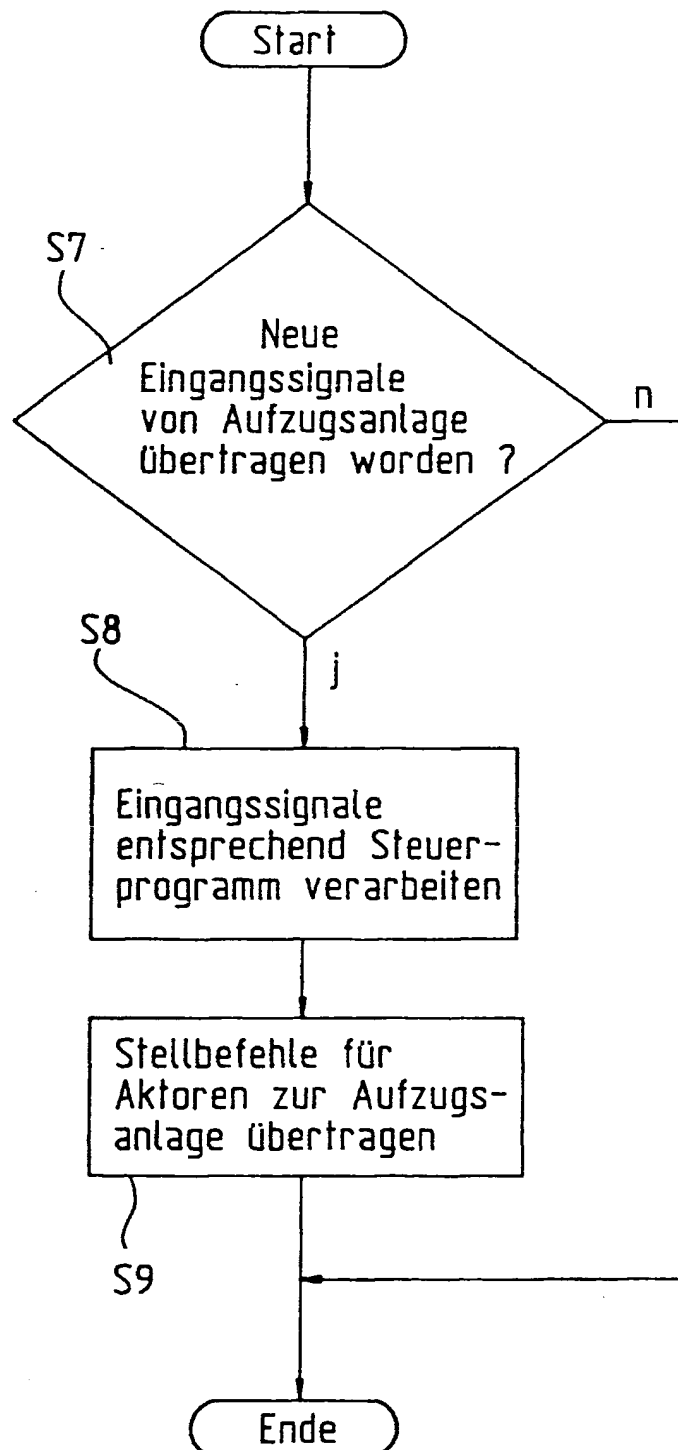 Start
S7
Neue
Eingangssignale
von Aufzugsanlage
übertragen worden ?
n
S8
j
Eingangssignale
entsprechend Steuer-
programm verarbeiten
Stellbefehle für
Aktoren zur Aufzugs-
anlage übertragen
S9
Ende